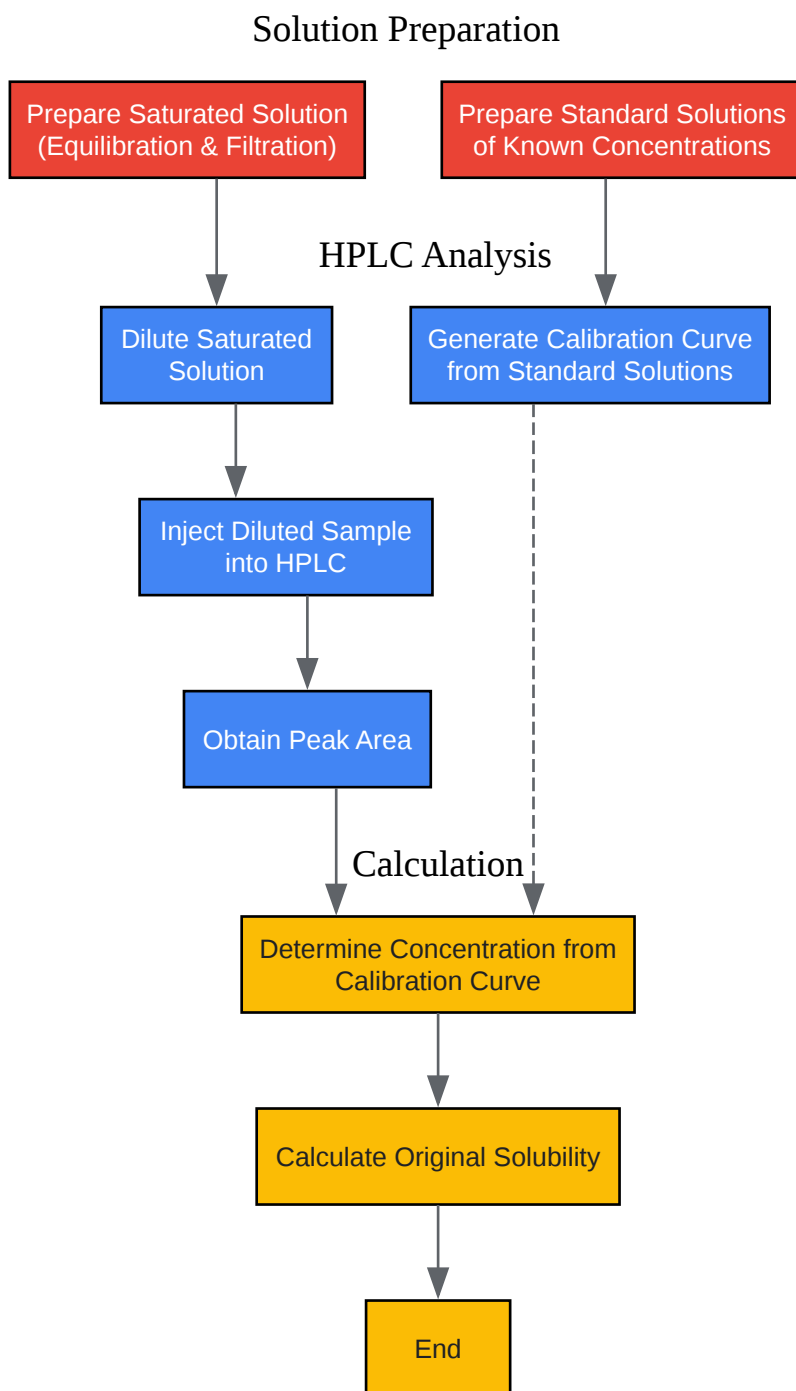 Solution Preparation
Prepare Saturated Solution
(Equilibration & Filtration)
Prepare Standard Solutions
of Known Concentrations
HPLC Analysis
Dilute Saturated
Solution
Generate Calibration Curve
from Standard Solutions
Inject Diluted Sample
into HPLC
Obtain Peak Area
Calculation
Determine Concentration from
Calibration Curve
Calculate Original Solubility
End